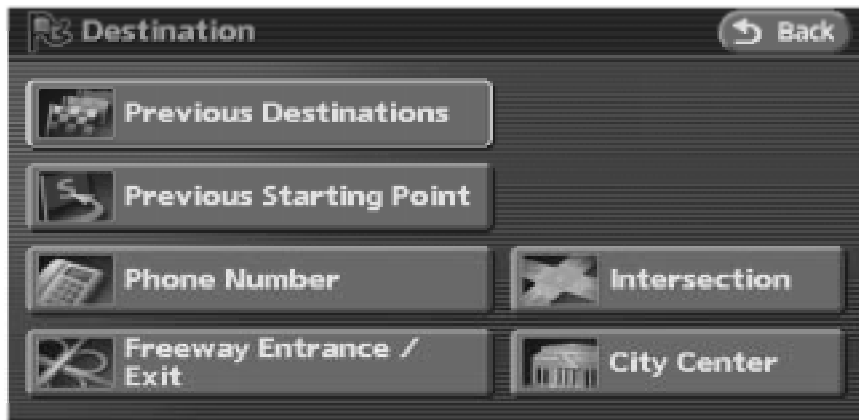 Destination
Back
Previous Destinations
Previous Starting Point
Phone Number
Intersection
Freeway Entrance /
Exit
City Center